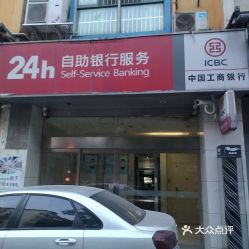 24h
自助银行服务
Self-Service Banking
ICBC
中国工商银行
大众点评